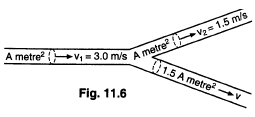 A metre² v₁ = 3.0 m/s
A metre² v₂ = 1.5 m/s
1.5 A metre² v
Fig. 11.6